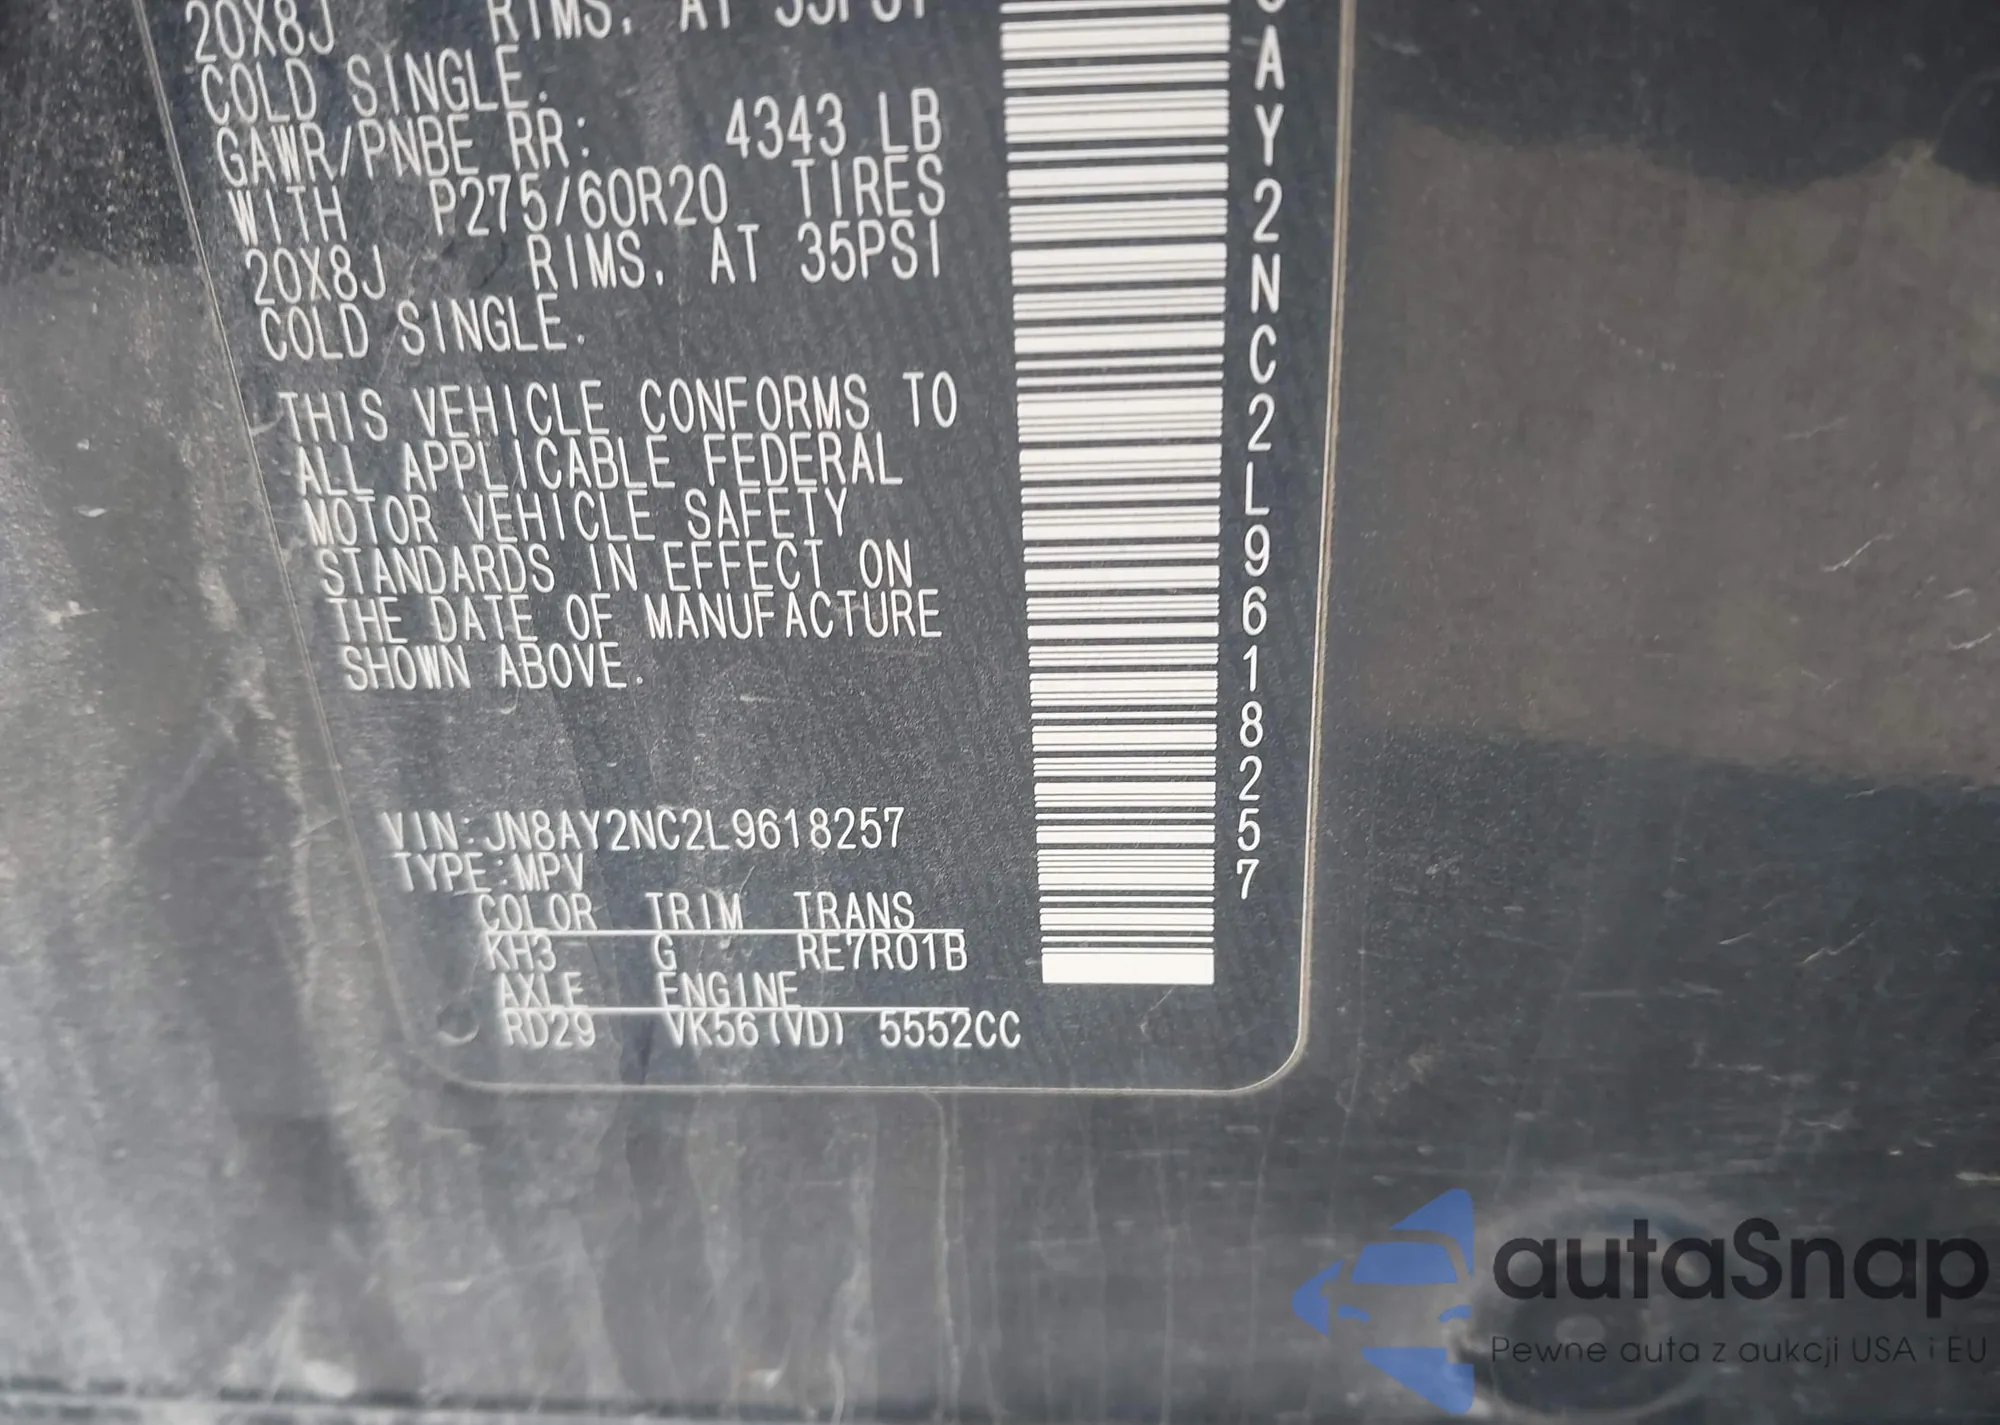 20X8J RIMS. AT 35PSI
COLD SINGLE.
GAWR/PNBE RR: 4343 LB
WITH P275/60R20 TIRES
20X8J RIMS. AT 35PSI
COLD SINGLE.
THIS VEHICLE CONFORMS TO
ALL APPLICABLE FEDERAL
MOTOR VEHICLE SAFETY
STANDARDS IN EFFECT ON
THE DATE OF MANUFACTURE
SHOWN ABOVE.
VIN:JN8AY2NC2L9618257
TYPE:MPV
COLOR TRIM TRANS
KH3 G RE7R01B
AXLE ENGINE
RD29 VK56(VD) 5552CC
8AY2NC2L9618257
autaSnap
Pewne auta z aukcji USA i EU